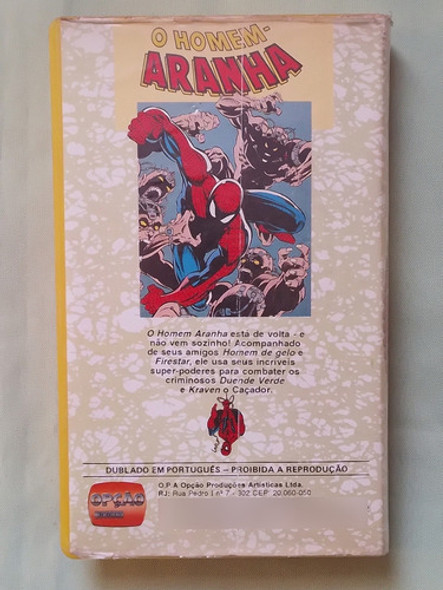 O HOMEM-
ARANHA
O Homem Aranha esta de volta - e
não vem sozinho! Acompanhado
de seus amigos Homem de gelo e
Firestar, ele usa seus incríveis
super-poderes para combater os
criminosos Duende Verde
e Kraven o Caçador.
DUBLADO EM PORTUGUÊS – PROIBIDA A REPRODUÇÃO
O.P.A Opção Produções Artisticas Ltda.
RJ: Rua Pedro I nº 7 - 302 CEP: 20.060-050
OPÇÃO